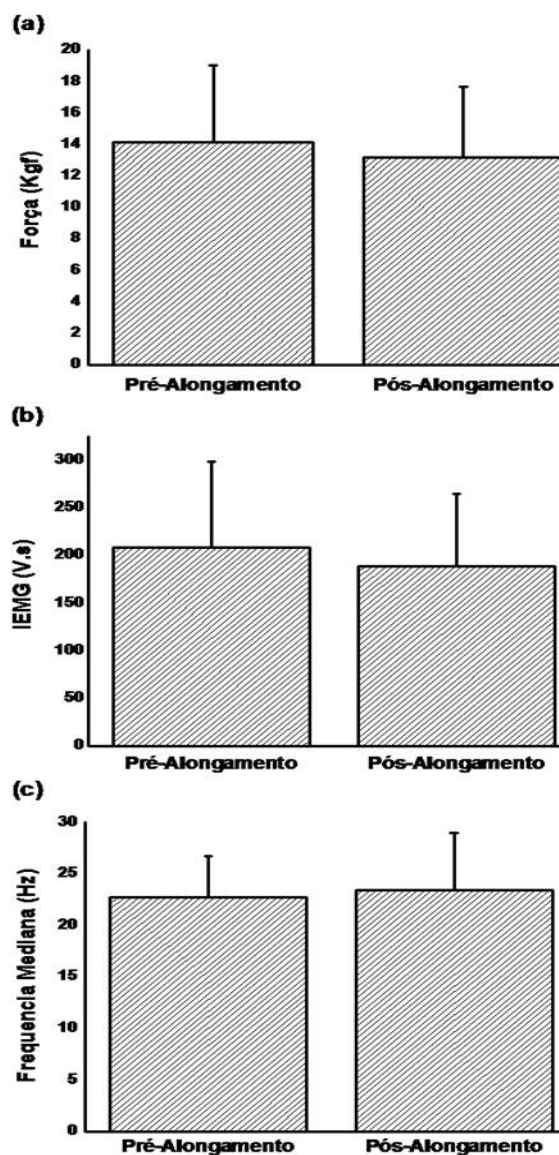 (a)
20
18
16
14
12
10
8
6
4
2
0
Força (Kgf)
Pré-Alongamento Pós-Alongamento
(b)
300
250
200
150
100
50
0
IEMG (V.s)
Pré-Alongamento Pós-Alongamento
(c)
30
25
20
15
10
5
0
Frequencia Mediana (Hz)
Pré-Alongamento Pós-Alongamento